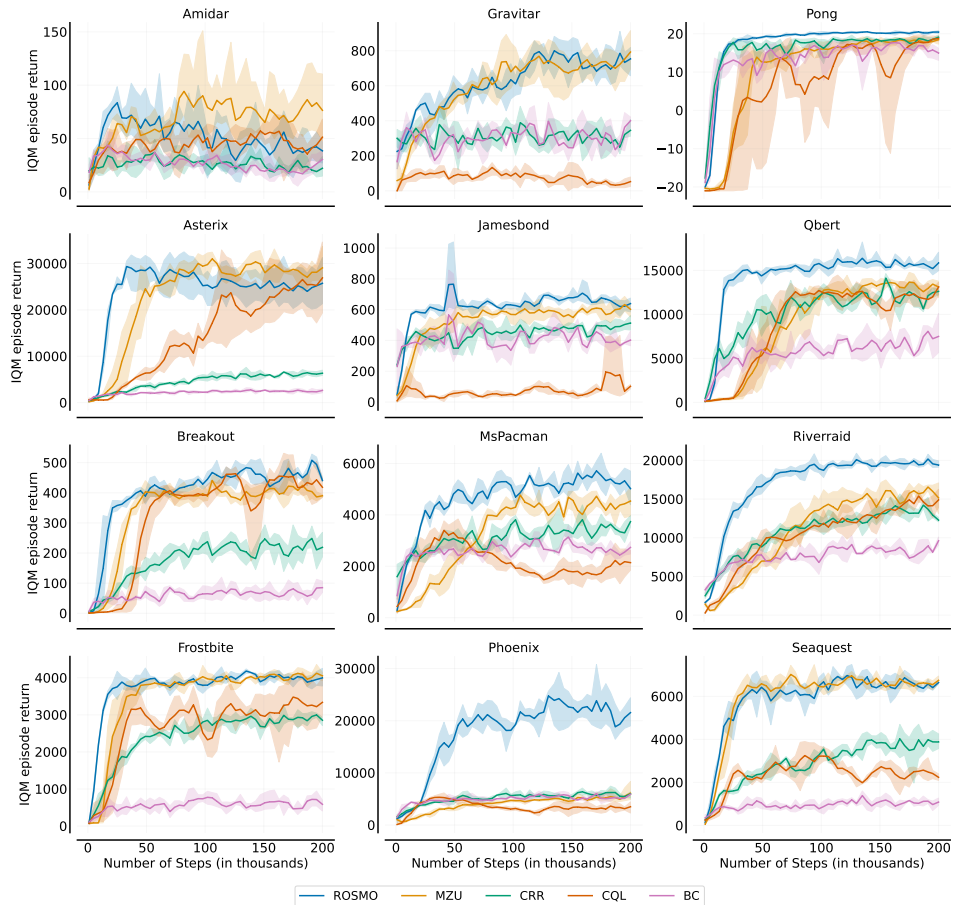 Amidar
Gravitar
Pong
IQM episode return
150
100
50
0
800
600
400
200
0
20
10
0
−10
−20
Asterix
Jamesbond
Qbert
IQM episode return
30000
20000
10000
0
1000
800
600
400
200
0
15000
10000
5000
0
Breakout
MsPacman
Riverraid
IQM episode return
500
400
300
200
100
0
6000
4000
2000
0
20000
15000
10000
5000
0
Frostbite
Phoenix
Seaquest
IQM episode return
4000
3000
2000
1000
0
30000
20000
10000
0
6000
4000
2000
0
0 50 100 150 200
0 50 100 150 200
0 50 100 150 200
Number of Steps (in thousands)
Number of Steps (in thousands)
Number of Steps (in thousands)
ROSMO MZU CRR CQL BC